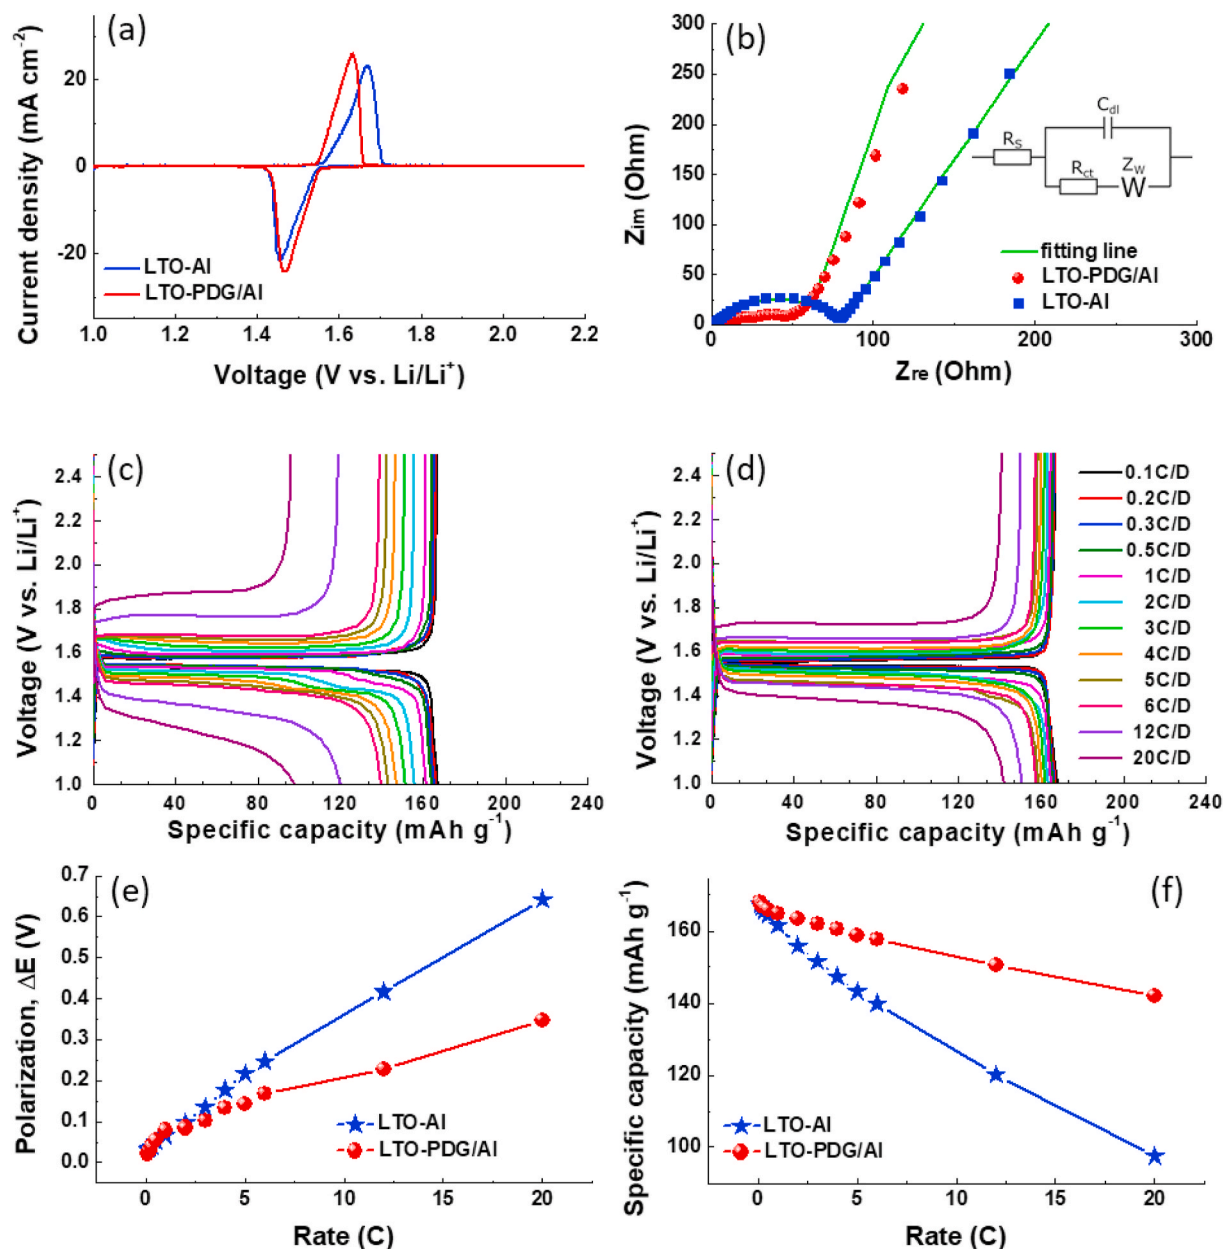 (a)
20
0
-20
Current density (mA cm⁻²)
LTO-Al
LTO-PDG/Al
1.0 1.2 1.4 1.6 1.8 2.0 2.2
Voltage (V vs. Li/Li⁺)
(b)
300
250
200
150
100
50
0
Z_im (Ohm)
C_dl
R_S
R_ct
Z_W
W
fitting line
LTO-PDG/Al
LTO-Al
0 100 200 300
Z_re (Ohm)
(c)
2.4
2.2
2.0
1.8
1.6
1.4
1.2
1.0
Voltage (V vs. Li/Li⁺)
0 40 80 120 160 200 240
Specific capacity (mAh g⁻¹)
(d)
2.4
2.2
2.0
1.8
1.6
1.4
1.2
1.0
Voltage (V vs. Li/Li⁺)
0.1C/D
0.2C/D
0.3C/D
0.5C/D
1C/D
2C/D
3C/D
4C/D
5C/D
6C/D
12C/D
20C/D
0 40 80 120 160 200 240
Specific capacity (mAh g⁻¹)
(e)
0.7
0.6
0.5
0.4
0.3
0.2
0.1
0.0
Polarization, ΔE (V)
LTO-Al
LTO-PDG/Al
0 5 10 15 20
Rate (C)
(f)
160
140
120
100
Specific capacity (mAh g⁻¹)
LTO-Al
LTO-PDG/Al
0 5 10 15 20
Rate (C)